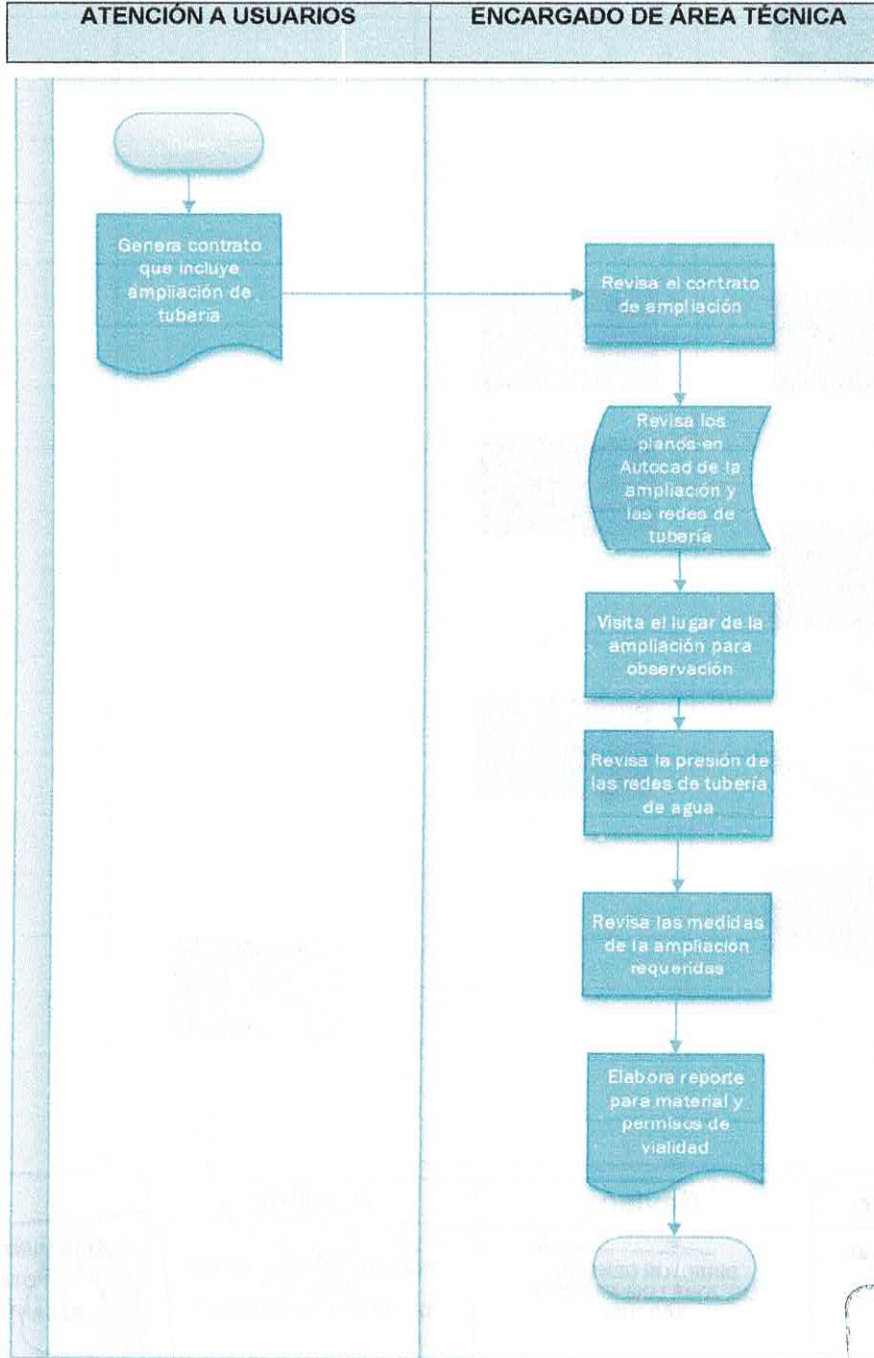 ATENCIÓN A USUARIOS
ENCARGADO DE ÁREA TÉCNICA
Genera contrato
que incluye
ampliación de
tubería
Revisa el contrato
de ampliación
Revisa los
planos en
Autocad de la
ampliación y
las redes de
tubería
Visita el lugar de la
ampliación para
observación
Revisa la presión de
las redes de tubería
de agua
Revisa las medidas
de la ampliación
requeridas
Elabora reporte
para material y
permisos de
vialidad